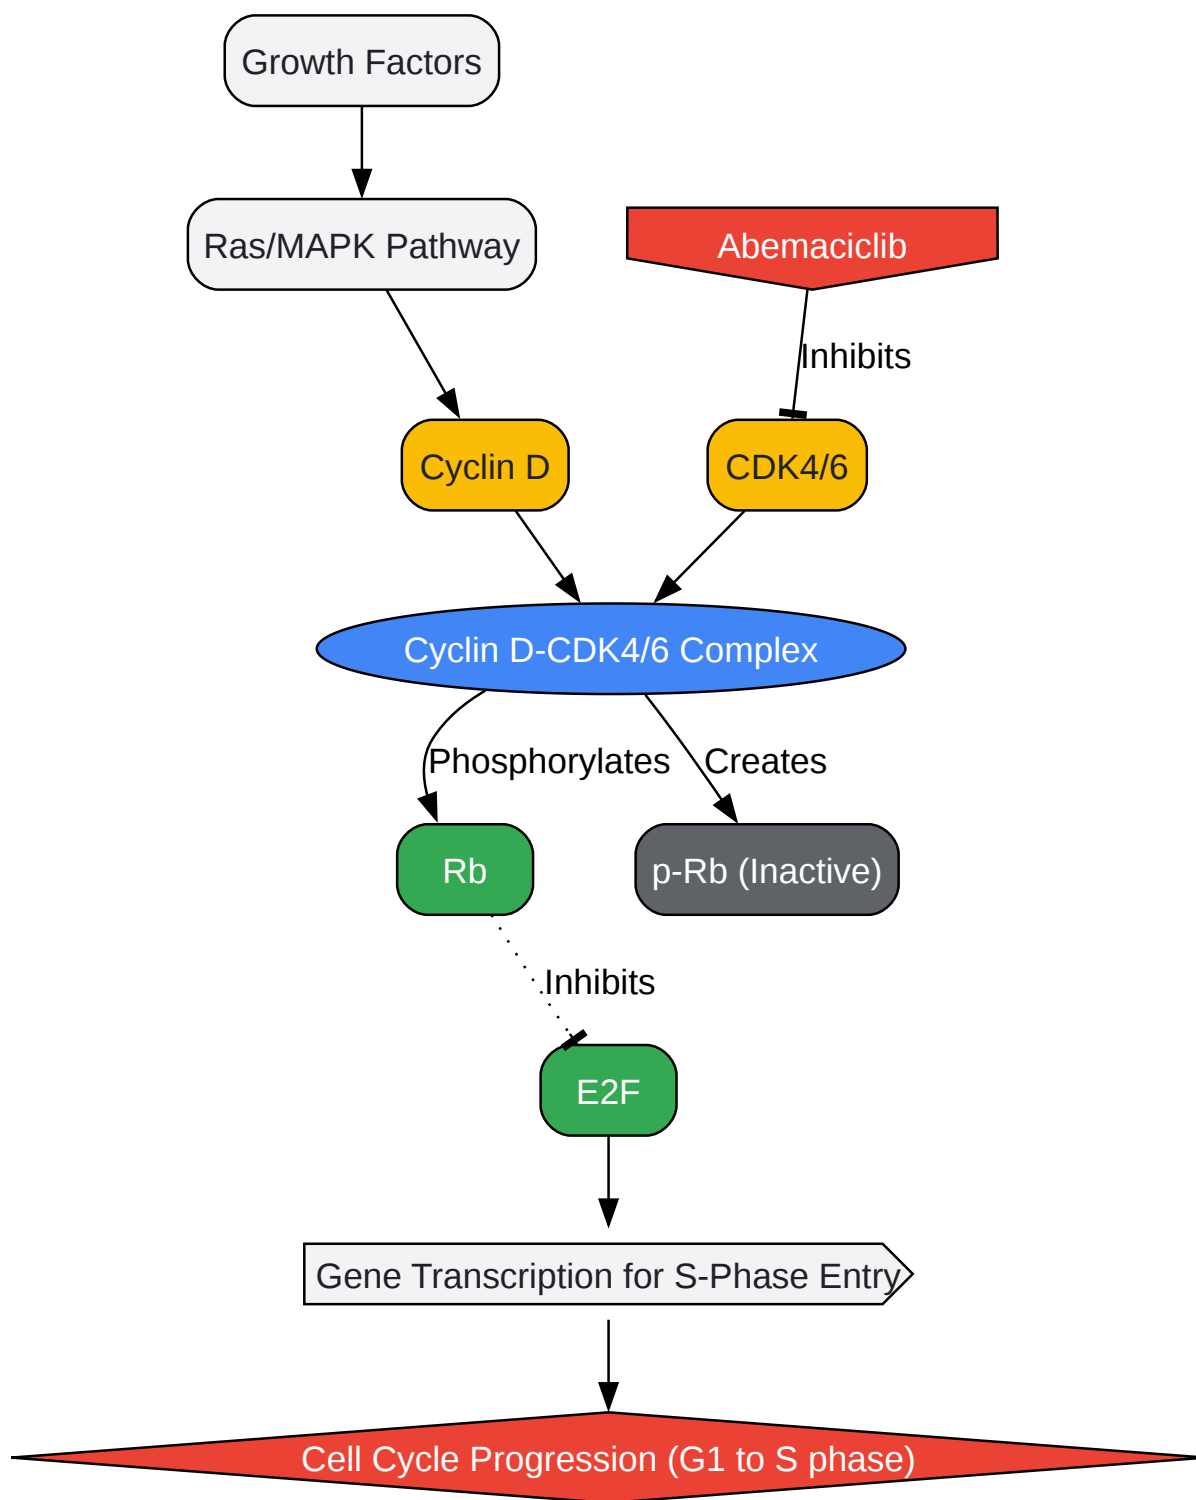 Growth Factors
Ras/MAPK Pathway
Abemaciclib
Inhibits
Cyclin D
CDK4/6
Cyclin D-CDK4/6 Complex
Phosphorylates
Creates
Rb
p-Rb (Inactive)
Inhibits
E2F
Gene Transcription for S-Phase Entry
Cell Cycle Progression (G1 to S phase)